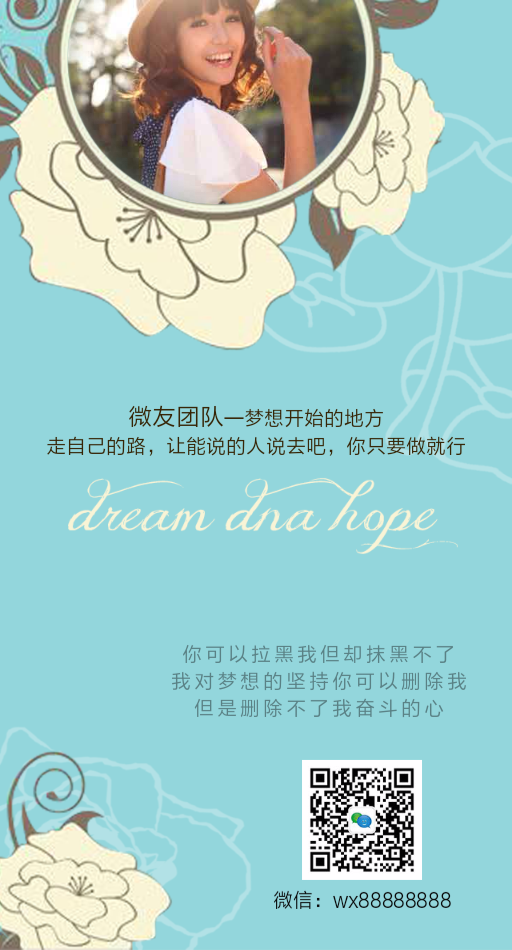 微友团队—梦想开始的地方
走自己的路，让能说的人说去吧，你只要做就行
dream dna hope
你可以拉黑我但却抹黑不了
我对梦想的坚持你可以删除我
但是删除不了我奋斗的心
微信：wx88888888